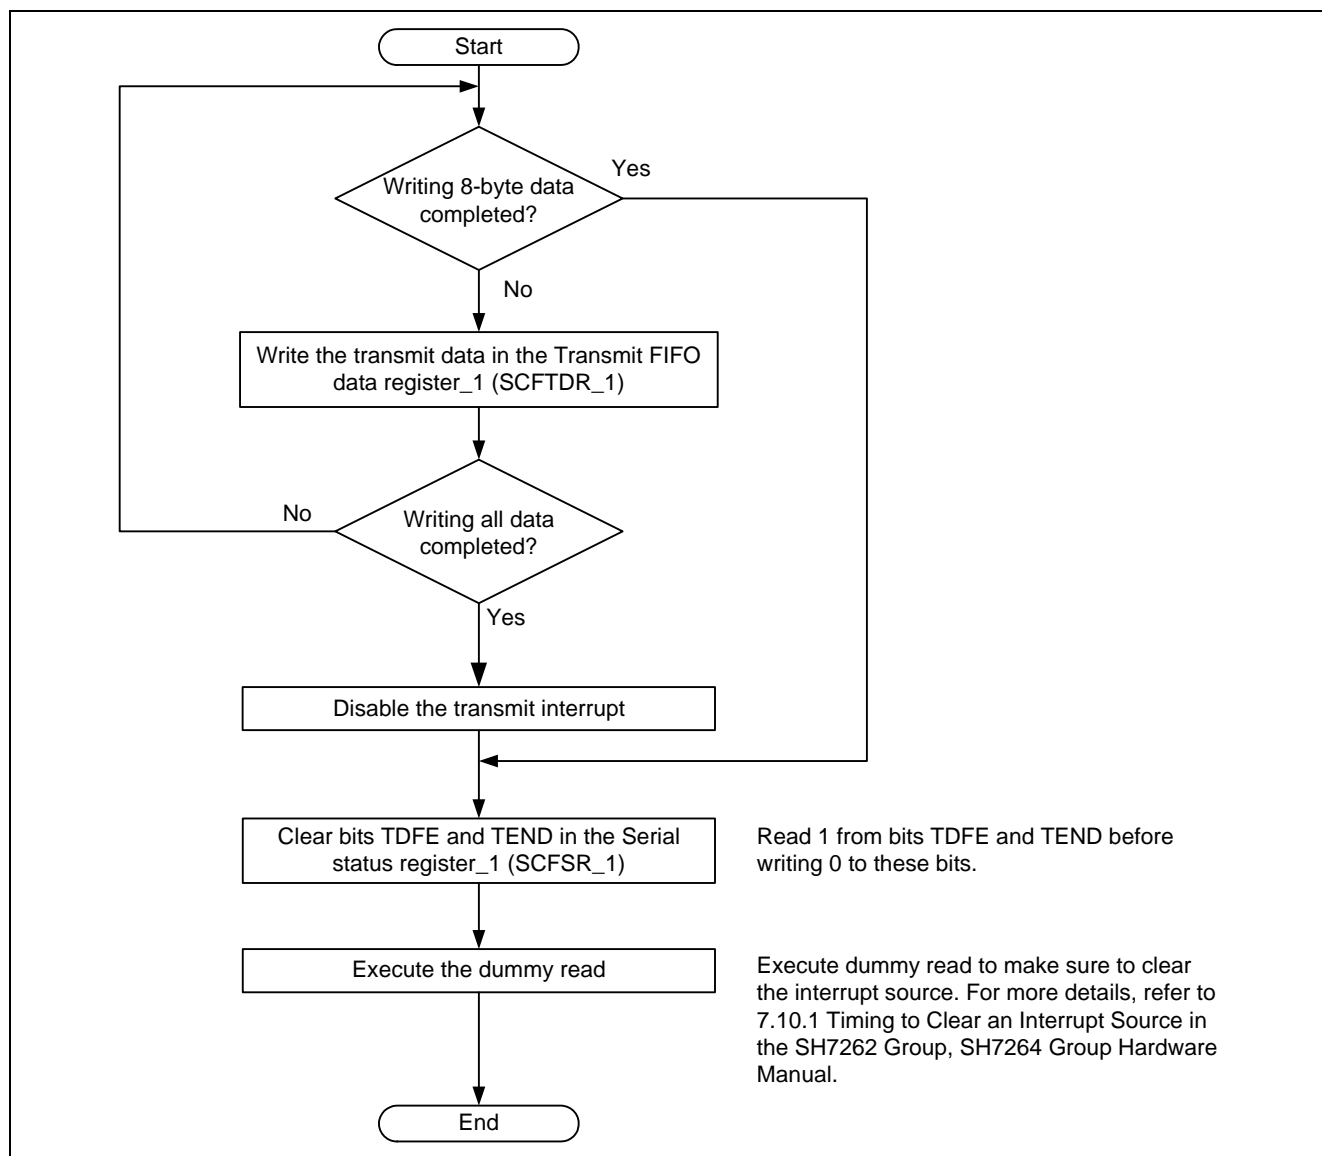 Start
Yes
Writing 8-byte data
completed?
No
Write the transmit data in the Transmit FIFO
data register_1 (SCFTDR_1)
No
Writing all data
completed?
Yes
Disable the transmit interrupt
Clear bits TDFE and TEND in the Serial
status register_1 (SCFSR_1)
Read 1 from bits TDFE and TEND before
writing 0 to these bits.
Execute the dummy read
Execute dummy read to make sure to clear
the interrupt source. For more details, refer to
7.10.1 Timing to Clear an Interrupt Source in
the SH7262 Group, SH7264 Group Hardware
Manual.
End